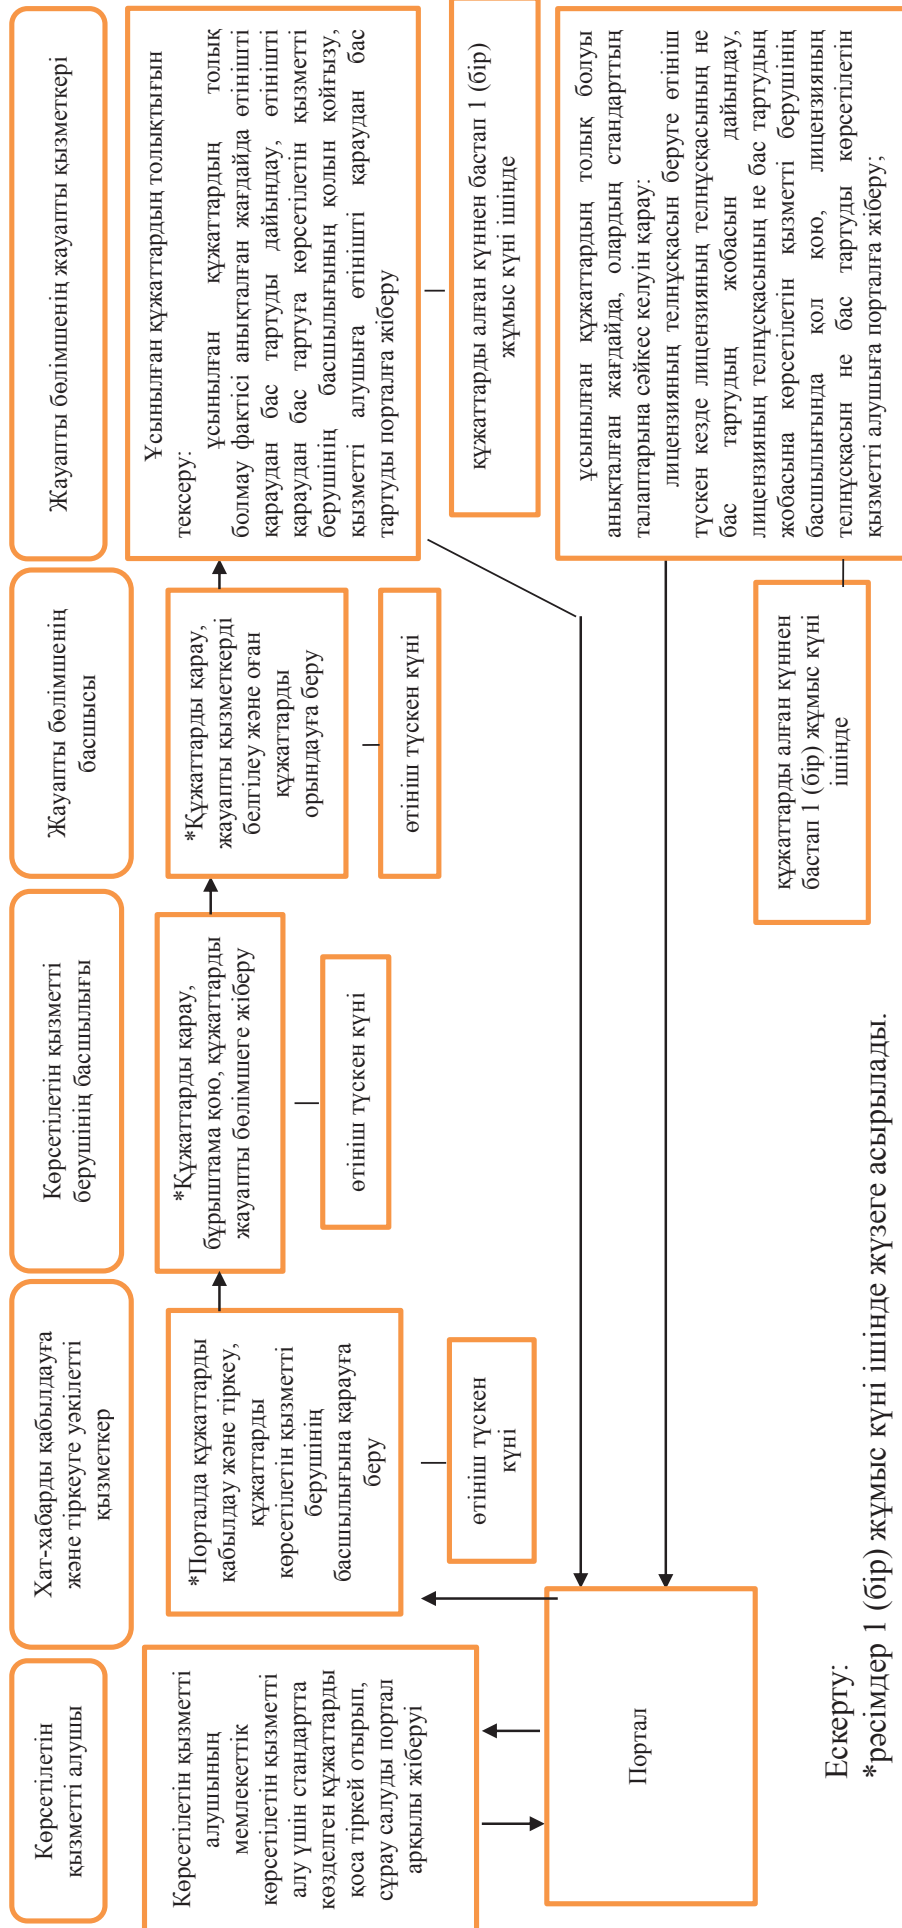 Көрсетілетін
қызметті алушы
Хат-хабарды қабылдауға
және тіркеуге уәкілетті
қызметкер
Көрсетілетін қызметті
берушінің басшылығы
Жауапты бөлімшенің
басшысы
Жауапты бөлімшенің жауапты қызметкері
Көрсетілетін қызметті
алушының
мемлекеттік
көрсетілетін қызметті
алу үшін стандартта
көзделген құжаттарды
қоса тіркей отырып,
сұрау салуды портал
арқылы жіберуі
*Порталда құжаттарды
қабылдау және тіркеу,
құжаттарды
көрсетілетін қызметті
берушінің
басшылығына қарауға
беру
*Құжаттарды қарау,
бұрыштама қою, құжаттарды
жауапты бөлімшеге жіберу
*Құжаттарды қарау,
жауапты қызметкерді
белгілеу және оған
құжаттарды
орындауға беру
Ұсынылған құжаттардың толықтығын
тексеру:
ұсынылған құжаттардың толық
болмау фактісі анықталған жағдайда өтінішті
қараудан бас тартуды дайындау, өтінішті
қараудан бас тартуға көрсетілетін қызметті
берушінің басшылығының қолын қойғызу,
қызметті алушыға өтінішті қараудан бас
тартуды порталға жіберу
өтініш түскен
күні
өтініш түскен күні
өтініш түскен күні
құжаттарды алған күннен бастап 1 (бір)
жұмыс күні ішінде
ұсынылған құжаттардың толық болуы
анықталған жағдайда, олардың стандарттың
талаптарына сәйкес келуін қарау:
лицензияның телнұсқасын беруге өтініш
түскен кезде лицензияның телнұсқасының не
бас тартудың жобасын дайындау,
лицензияның телнұсқасының не бас тартудың
жобасына көрсетілетін қызметті берушінің
басшылығында қол қою, лицензияның
телнұсқасын не бас тартуды көрсетілетін
қызметті алушыға порталға жіберу;
құжаттарды алған күннен
бастап 1 (бір) жұмыс күні
ішінде
Портал
Ескерту:
*рәсімдер 1 (бір) жұмыс күні ішінде жүзеге асырылады.